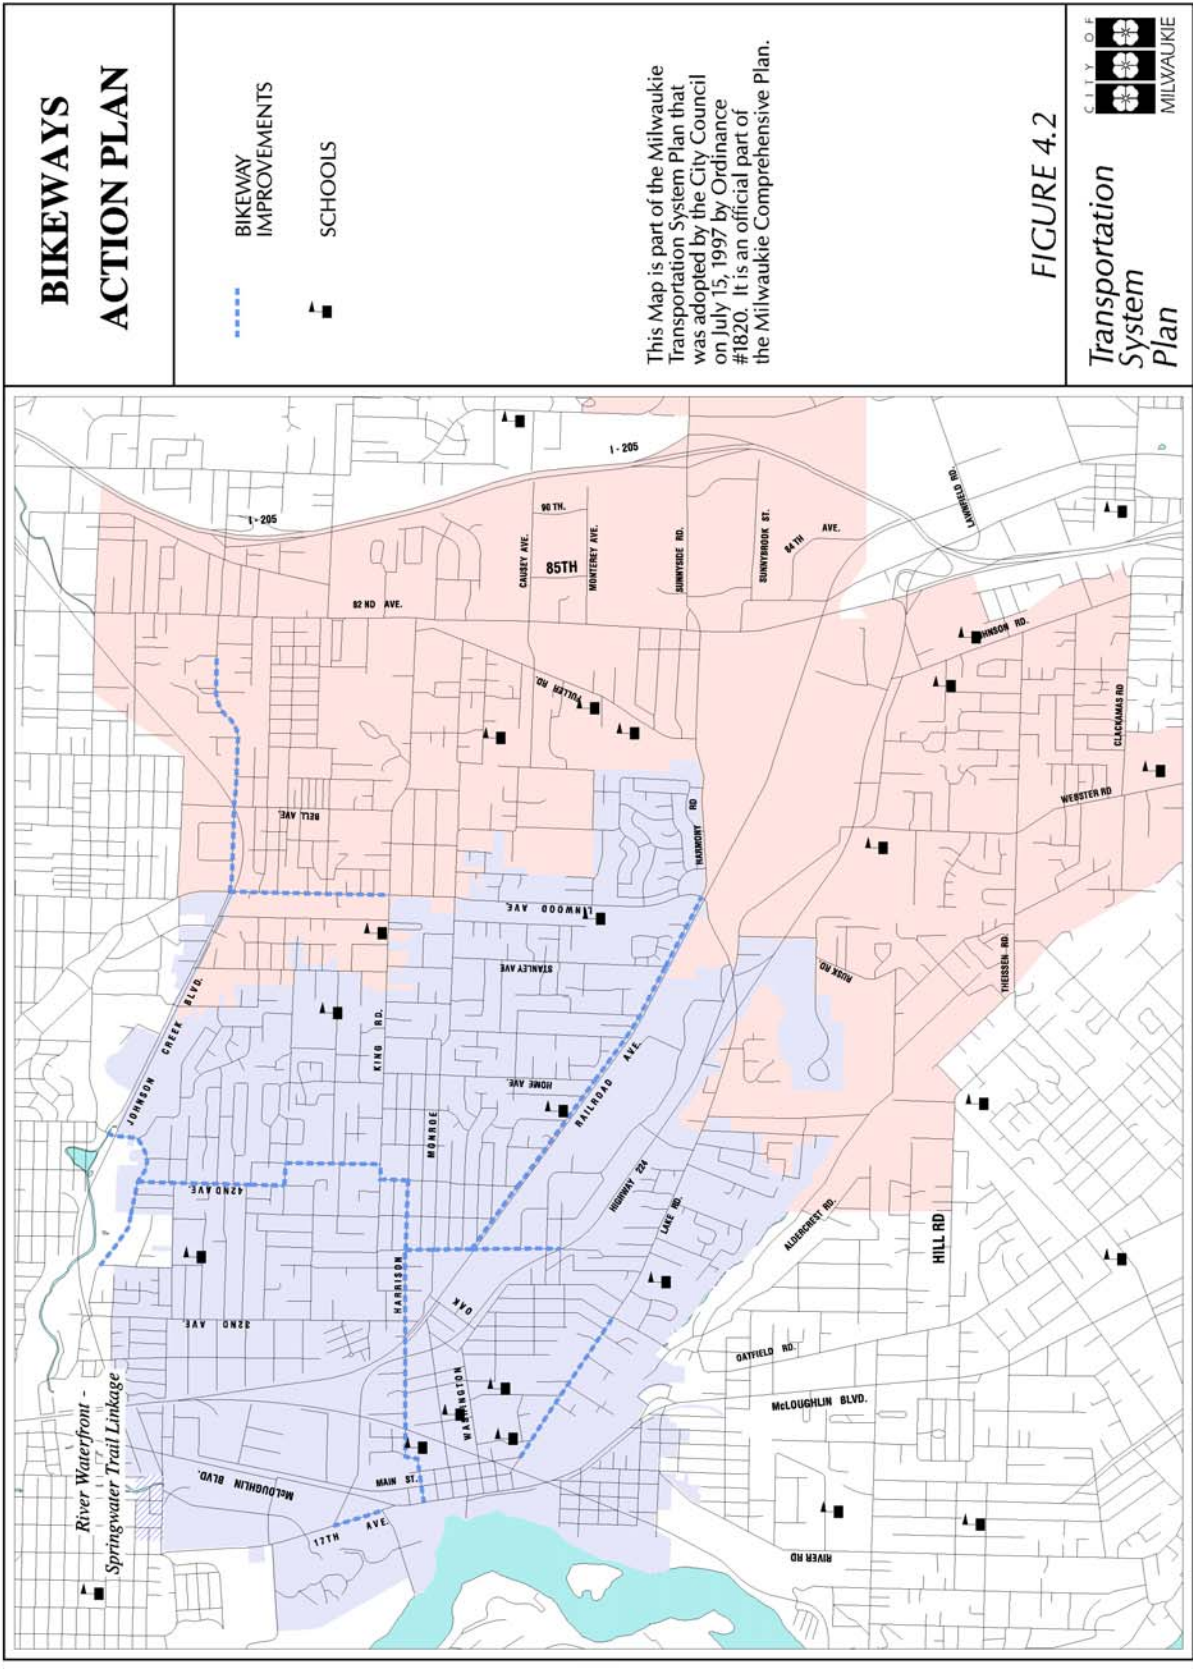 BIKEWAYS
ACTION PLAN
BIKEWAY
IMPROVEMENTS
SCHOOLS
This Map is part of the Milwaukie
Transportation System Plan that
was adopted by the City Council
on July 15, 1997 by Ordinance
#1820. It is an official part of
the Milwaukie Comprehensive Plan.
FIGURE 4.2
Transportation
System
Plan
CITY OF
MILWAUKIE
River Waterfront -
Springwater Trail Linkage
I - 205
I - 205
90 TH.
CAUSEY AVE.
85TH
MONTEREY AVE.
SUNNYSIDE RD.
SUNNYBROOK ST.
84 TH AVE.
LAWNFIELD RD.
82 ND AVE.
FULLER RD.
HNSON RD.
CLACKAMAS RD
WEBSTER RD
BELL AVE.
HARMONY RD
LINWOOD AVE.
STANLEY AVE
RUSK RD
THEISSEN RD.
JOHNSON CREEK BLVD.
KING RD.
HOME AVE.
RAILROAD AVE.
MONROE
42ND AVE.
HIGHWAY 224
LAKE RD.
ALDERCREST RD.
HILL RD
HARRISON
OAK
32ND AVE.
OATFIELD RD.
WASHINGTON
McLOUGHLIN BLVD.
McLOUGHLIN BLVD.
MAIN ST.
17TH AVE.
RIVER RD